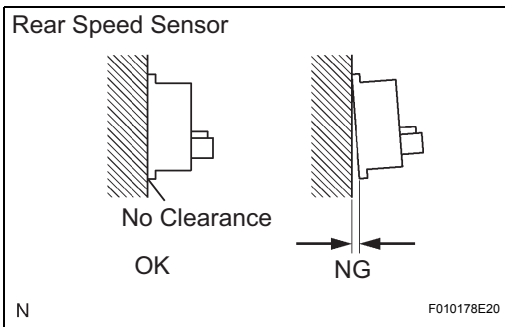 Rear Speed Sensor
No Clearance
OK
NG
N
F010178E20